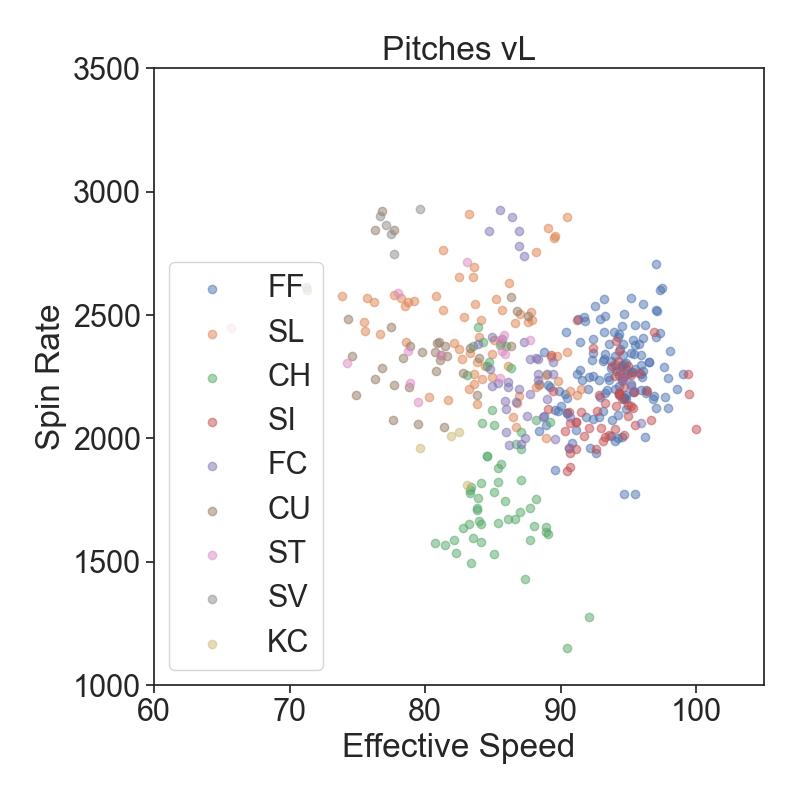 Pitches vL
3500
3000
2500
2000
1500
1000
Spin Rate
FF
SL
CH
SI
FC
CU
ST
SV
KC
60 70 80 90 100
Effective Speed